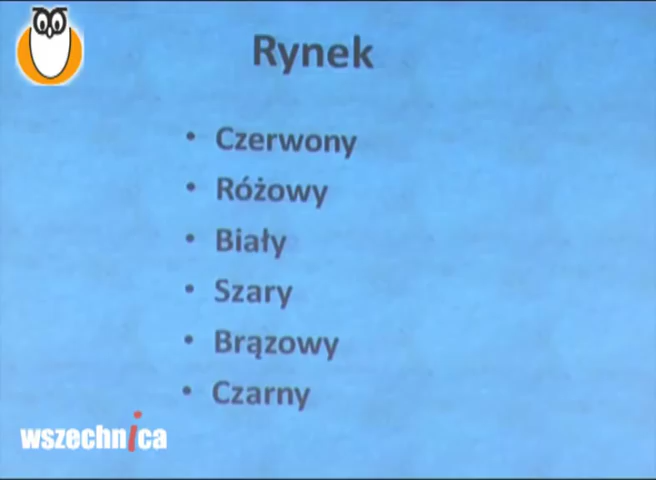 Rynek
• Czerwony
• Różowy
• Biały
• Szary
• Brązowy
• Czarny
wszechnica